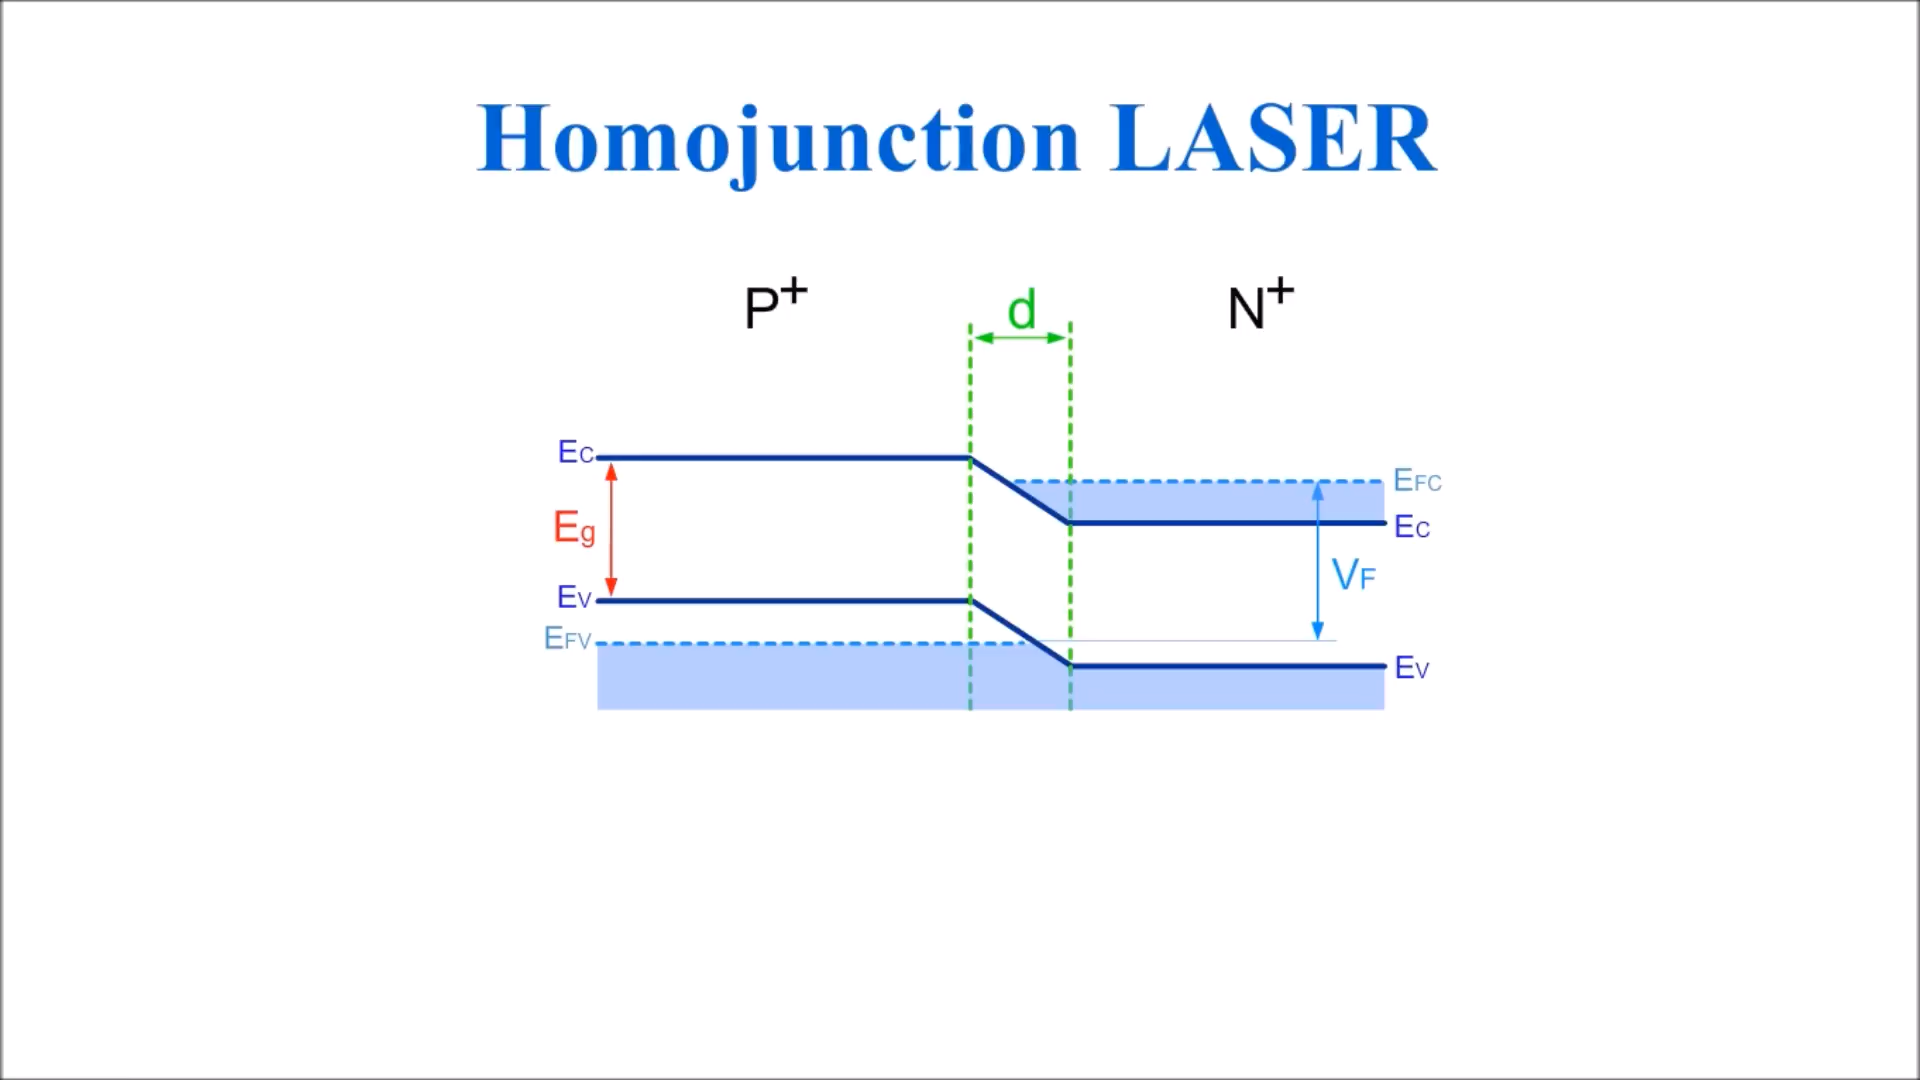 Homojunction LASER
P+ d N+
EC
EFC
EC
Eg
VF
EV
EFV
EV